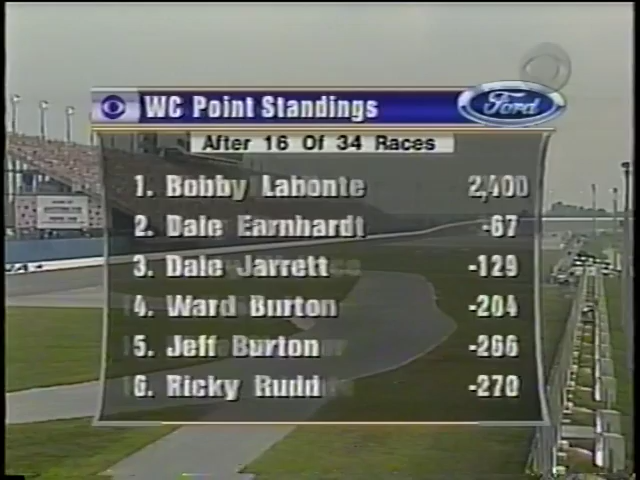 WC Point Standings
Ford
After 16 Of 34 Races
1. Bobby Labonte 2,400
2. Dale Earnhardt -67
3. Dale Jarrett -129
4. Ward Burton -204
5. Jeff Burton -266
6. Ricky Rudd -270